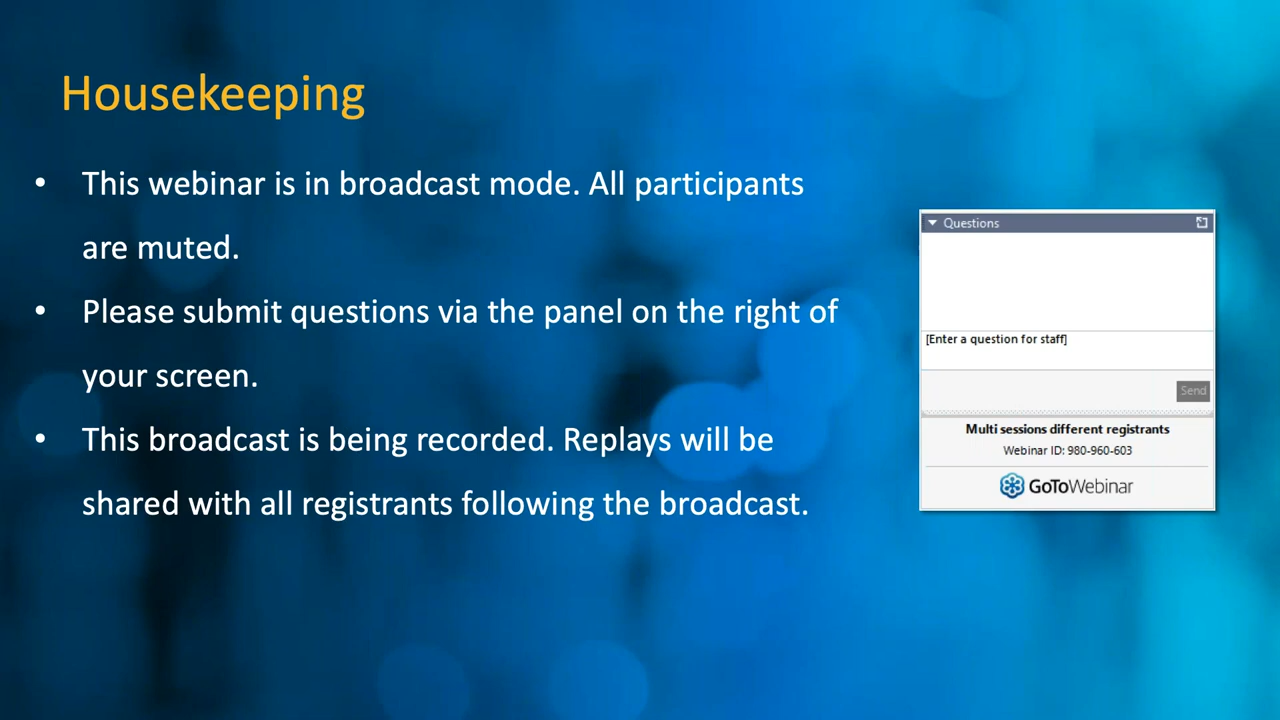 Housekeeping
• This webinar is in broadcast mode. All participants
are muted.
• Please submit questions via the panel on the right of
your screen.
• This broadcast is being recorded. Replays will be
shared with all registrants following the broadcast.
Questions
[Enter a question for staff]
Send
Multi sessions different registrants
Webinar ID: 980-960-603
GoToWebinar